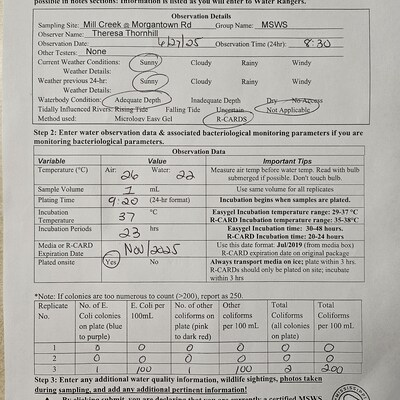 possible in notes sections: Information is listed as you will enter to Water Rangers.
Observation Details
Sampling Site: Mill Creek @ Morgantown Rd Group Name: MSWS
Observer Name: Theresa Thornhill
Observation Date: 6/27/25 Observation Time (24hr): 8:30
Other Testers: None
Current Weather Conditions: Sunny Cloudy Rainy Windy
Weather Details:
Weather previous 24-hr: Sunny Cloudy Rainy Windy
Weather Details:
Waterbody Condition: Adequate Depth Inadequate Depth Dry No Access
Tidally Influenced Rivers: Rising Tide Falling Tide Uncertain Not Applicable
Method used: Micrology Easy Gel R-CARDS
Step 2: Enter water observation data & associated bacteriological monitoring parameters if you are
monitoring bacteriological parameters.
Observation Data
Variable Value Important Tips
Temperature (°C) Air: 26 Water: 22 Measure air temp before water temp. Read with bulb
submerged if possible. Don't touch bulb.
Sample Volume 1 mL Use same volume for all replicates
Plating Time 9:20 (24-hr format) Incubation begins when samples are plated.
Incubation Temperature 37 °C Easygel Incubation temperature range: 29-37 °C
R-CARD Incubation temperature range: 35-38°C
Incubation Periods 23 hrs Easygel Incubation time: 30-48 hours.
R-CARD Incubation time: 20-24 hours
Media or R-CARD Expiration Date Nov/2025 Use this date format: Jul/2019 (from media box)
R-CARD expiration date on original package
Plated onsite Yes No Always transport media on ice; plate within 3 hrs.
R-CARDs should only be plated on site; incubate
within 3 hrs
*Note: If colonies are too numerous to count (>200), report as 250.
Replicate No. No. of E. Coli colonies on plate (blue to purple) E. Coli per 100mL No. of other coliforms on plate (pink to dark red) Other coliforms per 100 mL Total Coliforms (all colonies on plate) Total coliforms per 100 mL
1 0 0 0 0 0 0
2 0 0 0 0 0 0
3 1 100 1 100 2 200
Step 3: Enter any additional water quality information, wildlife sightings, photos taken
during sampling, and add any additional pertinent information!
By clicking submit, you are declaring that you are currently a certified MSWS